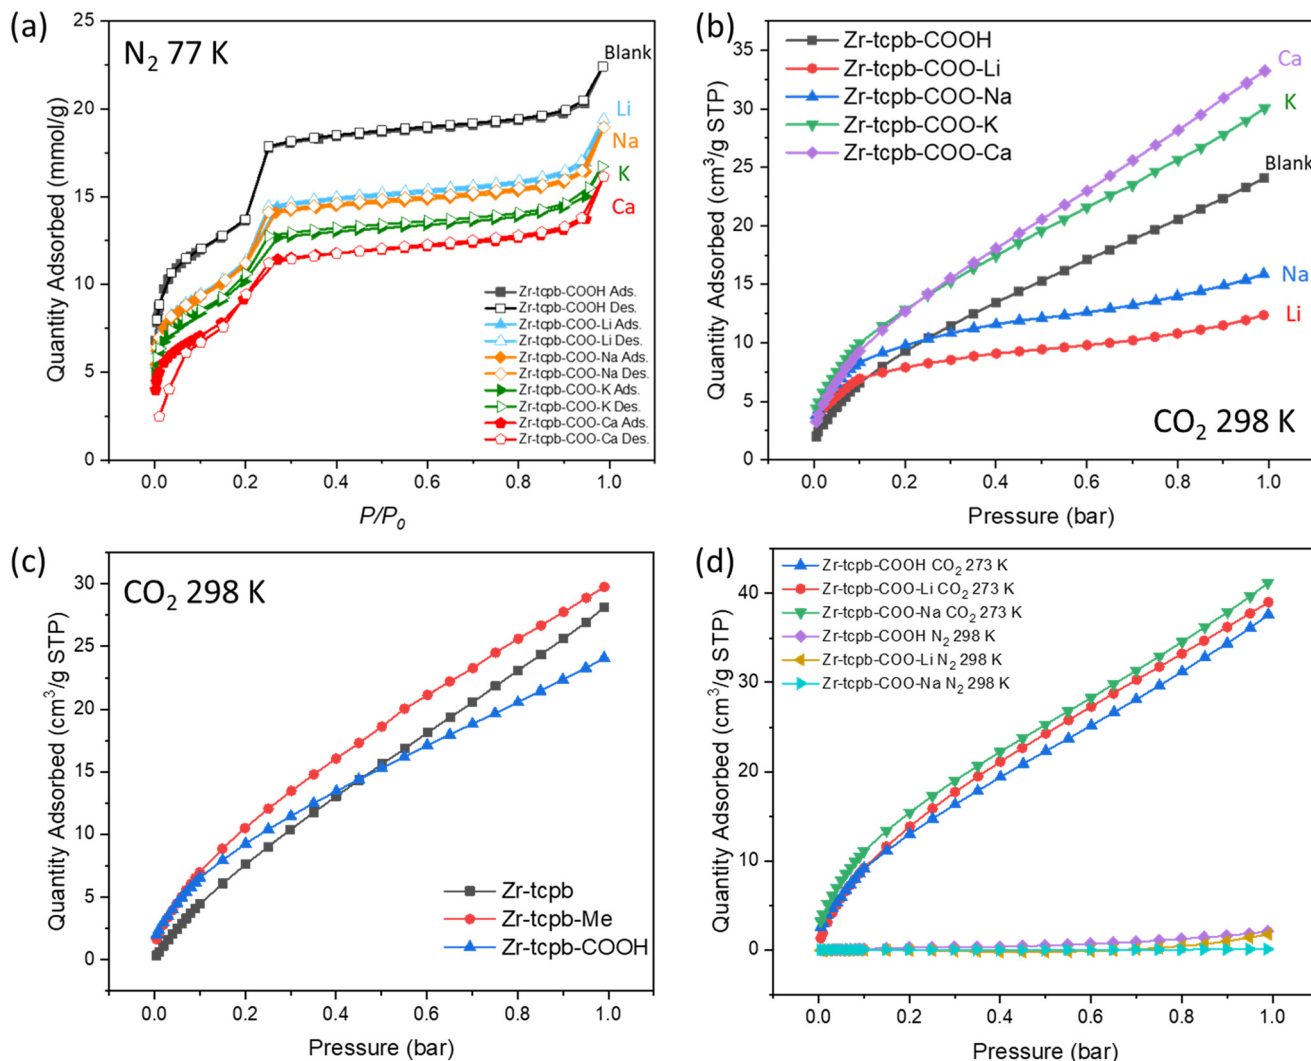 (a)
N2 77 K
Blank
Li
Na
K
Ca
Quantity Adsorbed (mmol/g)
25
20
15
10
5
0
Zr-tcpb-COOH Ads.
Zr-tcpb-COOH Des.
Zr-tcpb-COO-Li Ads.
Zr-tcpb-COO-Li Des.
Zr-tcpb-COO-Na Ads.
Zr-tcpb-COO-Na Des.
Zr-tcpb-COO-K Ads.
Zr-tcpb-COO-K Des.
Zr-tcpb-COO-Ca Ads.
Zr-tcpb-COO-Ca Des.
0.0 0.2 0.4 0.6 0.8 1.0
P/P0
(b)
Zr-tcpb-COOH
Zr-tcpb-COO-Li
Zr-tcpb-COO-Na
Zr-tcpb-COO-K
Zr-tcpb-COO-Ca
Ca
K
Blank
Na
Li
Quantity Adsorbed (cm3/g STP)
35
30
25
20
15
10
5
0
CO2 298 K
0.0 0.2 0.4 0.6 0.8 1.0
Pressure (bar)
(c)
CO2 298 K
Quantity Adsorbed (cm3/g STP)
30
25
20
15
10
5
0
Zr-tcpb
Zr-tcpb-Me
Zr-tcpb-COOH
0.0 0.2 0.4 0.6 0.8 1.0
Pressure (bar)
(d)
Zr-tcpb-COOH CO2 273 K
Zr-tcpb-COO-Li CO2 273 K
Zr-tcpb-COO-Na CO2 273 K
Zr-tcpb-COOH N2 298 K
Zr-tcpb-COO-Li N2 298 K
Zr-tcpb-COO-Na N2 298 K
Quantity Adsorbed (cm3/g STP)
40
30
20
10
0
0.0 0.2 0.4 0.6 0.8 1.0
Pressure (bar)